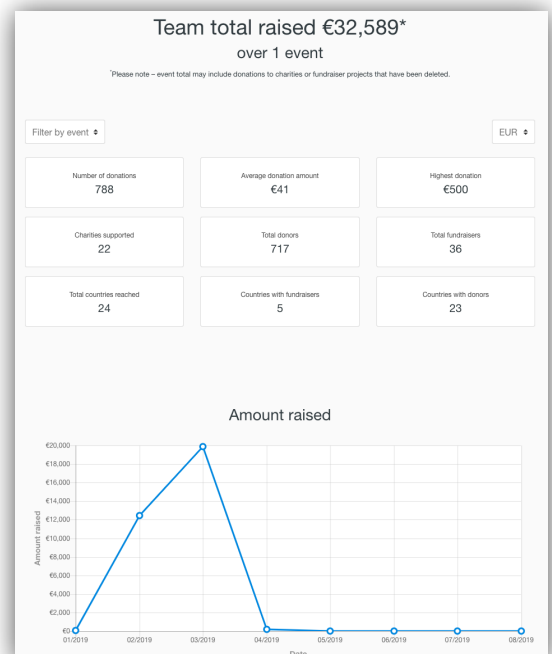 Team total raised €32,589*
over 1 event
*Please note – event total may include donations to charities or fundraiser projects that have been deleted.
Filter by event
EUR
Number of donations
788
Average donation amount
€41
Highest donation
€500
Charities supported
22
Total donors
717
Total fundraisers
36
Total countries reached
24
Countries with fundraisers
5
Countries with donors
23
Amount raised
Amount raised
€20,000
€18,000
€16,000
€14,000
€12,000
€10,000
€8,000
€6,000
€4,000
€2,000
€0
01/2019
02/2019
03/2019
04/2019
05/2019
06/2019
07/2019
08/2019
Date